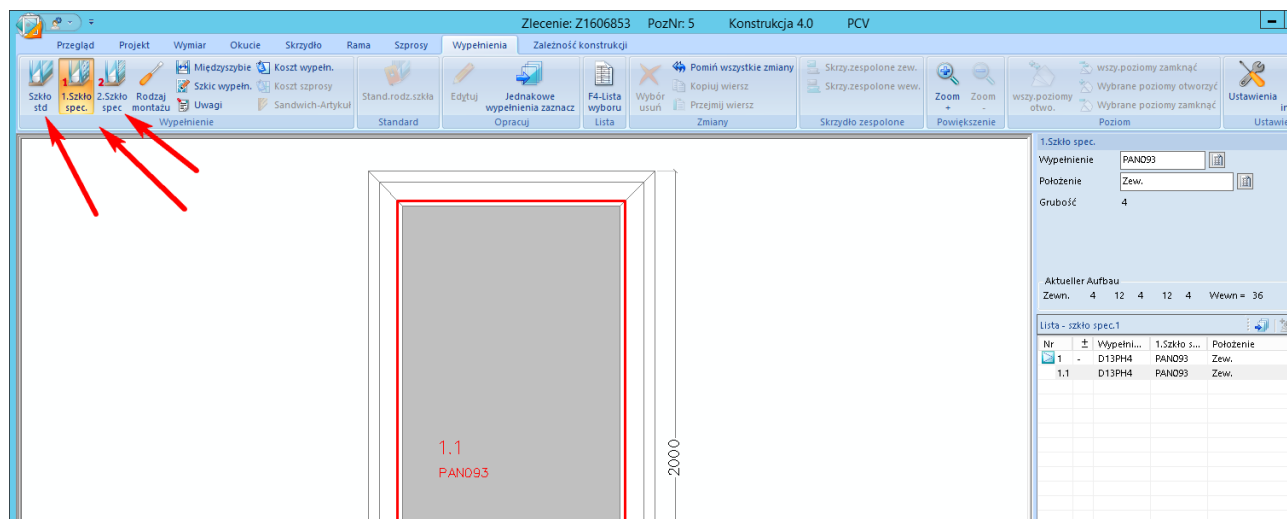 Zlecenie: Z1606853 PozNr: 5 Konstrukcja 4.0 PCV
Przegląd Projekt Wymiar Okucie Skrzydło Rama Szprosy Wypełnienia Zależność konstrukcji
Szkło std
1.Szkło spec.
2.Szkło spec
Rodzaj montażu
Międzyszybie
Szkic wypełn.
Uwagi
Koszt wypełn.
Koszt szprosy
Sandwich-Artykuł
Wypełnienie
Stand.rodz.szkła
Standard
Edytuj
Jednakowe wypełnienia zaznacz
Opracuj
F4-Lista wyboru
Lista
Wybór usuń
Pomiń wszystkie zmiany
Kopiuj wiersz
Przejmij wiersz
Zmiany
Skrzy.zespolone zew.
Skrzy.zespolone wew.
Skrzydło zespolone
Zoom +
Zoom -
Powiększenie
wszy.poziomy otwo.
wszy.poziomy zamknąć
Wybrane poziomy otworzyć
Wybrane poziomy zamknąć
Poziom
Ustawienia
in
Ustawie
1.Szkło spec.
Wypełnienie PAN093
Położenie Zew.
Grubość 4
Aktueller Aufbau
Zewn. 4 12 4 12 4 Wewn = 36
Lista - szkło spec.1
Nr ± Wypełni... 1.Szkło s... Położenie
1 - D13PH4 PAN093 Zew.
1.1 D13PH4 PAN093 Zew.
1.1
PAN093
2000